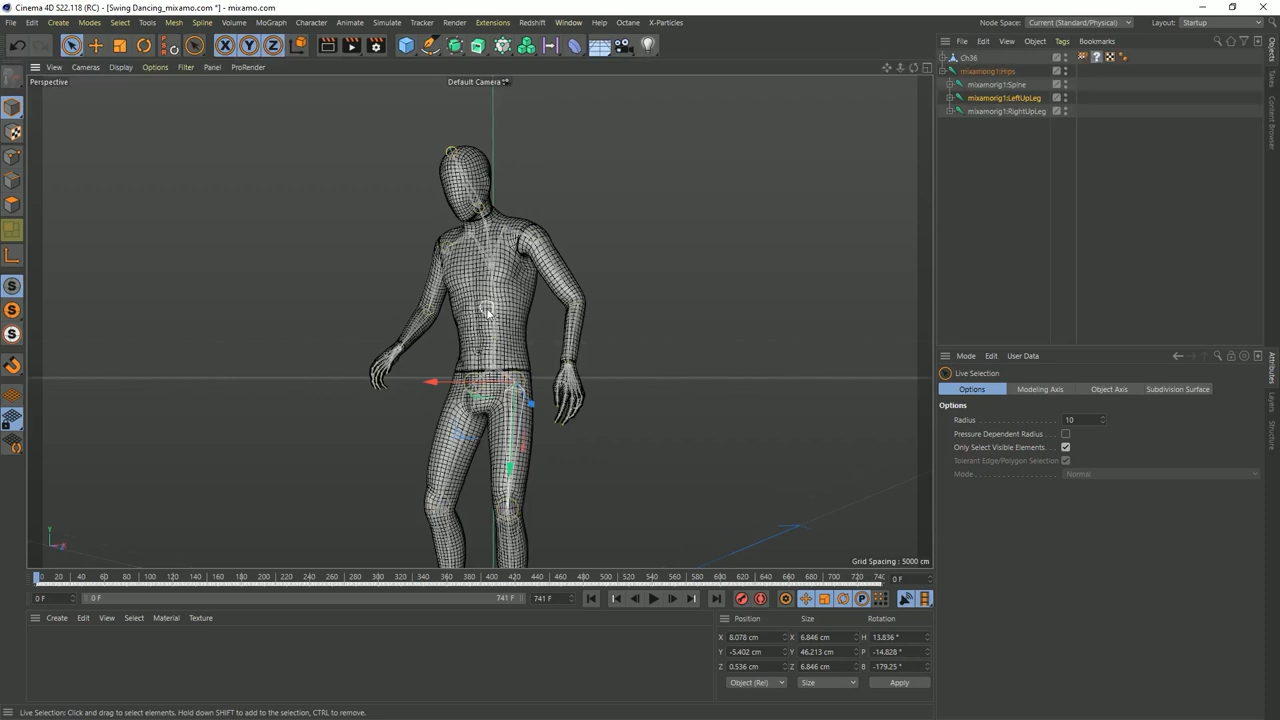 Cinema 4D S22.118 (RC) - [Swing Dancing_mixamo.com *] - mixamo.com
File Edit Create Modes Select Tools Mesh Spline Volume MoGraph Character Animate Simulate Tracker Render Extensions Redshift Window Help Octane X-Particles
Node Space: Current (Standard/Physical) Layout: Startup
View Cameras Display Options Filter Panel ProRender
Perspective
Default Camera
Grid Spacing : 5000 cm
File Edit View Object Tags Bookmarks
Ch36
mixamorig1:Hips
mixamorig1:Spine
mixamorig1:LeftUpLeg
mixamorig1:RightUpLeg
Objects
Takes
Content Browser
Mode Edit User Data
Live Selection
Options Modeling Axis Object Axis Subdivision Surface
Options
Radius 10
Pressure Dependent Radius
Only Select Visible Elements
Tolerant Edge/Polygon Selection
Mode Normal
Attributes
Layers
Structure
20 40 60 80 100 120 140 160 180 200 220 240 260 280 300 320 340 360 380 400 420 440 460 480 500 520 540 560 580 600 620 640 660 680 700 720 740
0 F
0 F 0 F 741 F 741 F
Create Edit View Select Material Texture
Position Size Rotation
X 8.078 cm X 6.846 cm H 13.836 °
Y -5.402 cm Y 46.213 cm P -14.828 °
Z 0.536 cm Z 6.846 cm B -179.25 °
Object (Rel) Size Apply
Live Selection: Click and drag to select elements. Hold down SHIFT to add to the selection, CTRL to remove.
X Y Z
S S S
P
Y